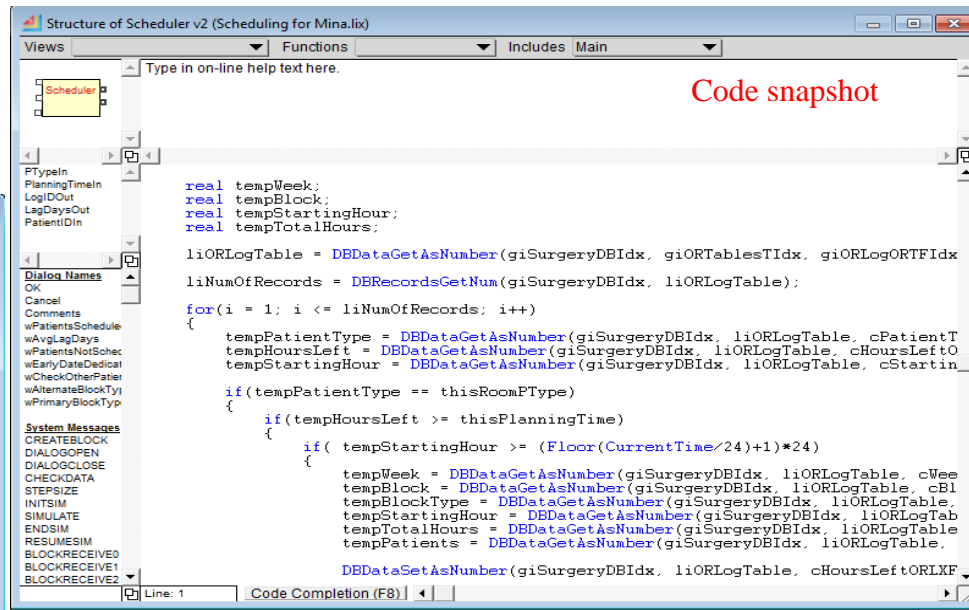 Structure of Scheduler v2 (Scheduling for Mina.lix)
Views Functions Includes Main
Scheduler
Type in on-line help text here.
Code snapshot
PTypeIn
PlanningTimeIn
LogIDOut
LagDaysOut
PatientIDIn
Dialog Names
OK
Cancel
Comments
wPatientsSchedule
wAvgLagDays
wPatientsNotSched
wEarlyDateDedicat
wCheckOtherPatier
wAlternateBlockTy
wPrimaryBlockType
System Messages
CREATEBLOCK
DIALOGOPEN
DIALOGCLOSE
CHECKDATA
STEPSIZE
INITSIM
SIMULATE
ENDSIM
RESUMESIM
BLOCKRECEIVE0
BLOCKRECEIVE1
BLOCKRECEIVE2
real tempWeek;
real tempBlock;
real tempStartingHour;
real tempTotalHours;
liORLogTable = DBDataGetAsNumber(giSurgeryDBIdx, giORTablesTIdx, giORLogORTFIdx
liNumOfRecords = DBRecordsGetNum(giSurgeryDBIdx, liORLogTable);
for(i = 1; i <= liNumOfRecords; i++)
{
tempPatientType = DBDataGetAsNumber(giSurgeryDBIdx, liORLogTable, cPatientT
tempHoursLeft = DBDataGetAsNumber(giSurgeryDBIdx, liORLogTable, cHoursLeftO
tempStartingHour = DBDataGetAsNumber(giSurgeryDBIdx, liORLogTable, cStartin
if(tempPatientType == thisRoomPType)
{
if(tempHoursLeft >= thisPlanningTime)
{
if( tempStartingHour >= (Floor(CurrentTime/24)+1)*24)
{
tempWeek = DBDataGetAsNumber(giSurgeryDBIdx, liORLogTable, cWee
tempBlock = DBDataGetAsNumber(giSurgeryDBIdx, liORLogTable, cBl
tempBlockType = DBDataGetAsNumber(giSurgeryDBIdx, liORLogTable,
tempStartingHour = DBDataGetAsNumber(giSurgeryDBIdx, liORLogTab
tempTotalHours = DBDataGetAsNumber(giSurgeryDBIdx, liORLogTable
tempPatients = DBDataGetAsNumber(giSurgeryDBIdx, liORLogTable,
DBDataSetAsNumber(giSurgeryDBIdx, liORLogTable, cHoursLeftORLXF
Line: 1 Code Completion (F8)